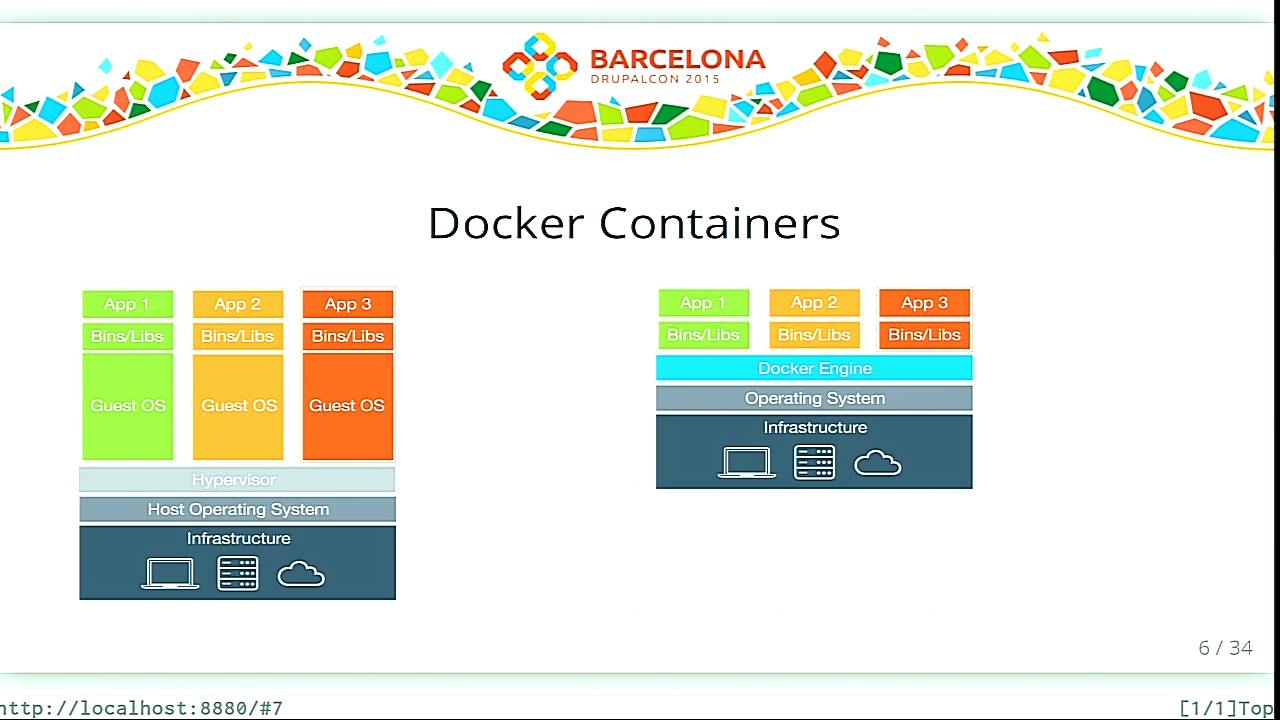 BARCELONA
DRUPALCON 2015
Docker Containers
App 1
App 2
App 3
Bins/Libs
Bins/Libs
Bins/Libs
Guest OS
Guest OS
Guest OS
Hypervisor
Host Operating System
Infrastructure
App 1
App 2
App 3
Bins/Libs
Bins/Libs
Bins/Libs
Docker Engine
Operating System
Infrastructure
6 / 34
http://localhost:8880/#7
[1/1]Top